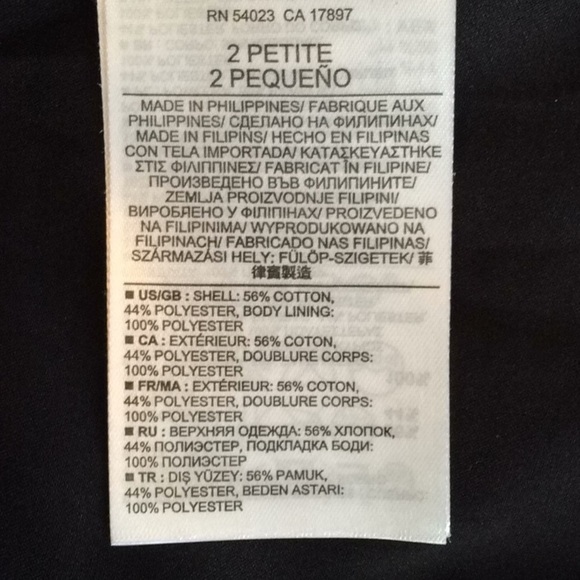 RN 54023 CA 17897
2 PETITE
2 PEQUEÑO
MADE IN PHILIPPINES/ FABRIQUE AUX
PHILIPPINES/ СДЕЛАНО НА ФИЛИПИНАХ/
MADE IN FILIPINS/ HECHO EN FILIPINAS
CON TELA IMPORTADA/ ΚΑΤΑΣΚΕΥΑΣΤΗΚΕ
ΣΤΙΣ ΦΙΛΙΠΠΙΝΕΣ/ FABRICAT ÎN FILIPINE/
ПРОИЗВЕДЕНО ВЪВ ФИЛИПИНИТЕ/
ZEMLJA PROIZVODNJE FILIPINI/
ВИРОБЛЕНО У ФІЛІПІНАХ/ PROIZVEDENO
NA FILIPINIMA/ WYPRODUKOWANO NA
FILIPINACH/ FABRICADO NAS FILIPINAS/
SZÁRMAZÁSI HELY: FÜLÖP-SZIGETEK/ 菲
律賓製造
■ US/GB : SHELL: 56% COTTON,
44% POLYESTER, BODY LINING:
100% POLYESTER
■ CA : EXTÉRIEUR: 56% COTON,
44% POLYESTER, DOUBLURE CORPS:
100% POLYESTER
■ FR/MA : EXTÉRIEUR: 56% COTON,
44% POLYESTER, DOUBLURE CORPS:
100% POLYESTER
■ RU : ВЕРХНЯЯ ОДЕЖДА: 56% ХЛОПОК,
44% ПОЛИЭСТЕР, ПОДКЛАДКА БОДИ:
100% ПОЛИЭСТЕР
■ TR : DIŞ YÜZEY: 56% PAMUK,
44% POLYESTER, BEDEN ASTARI:
100% POLYESTER